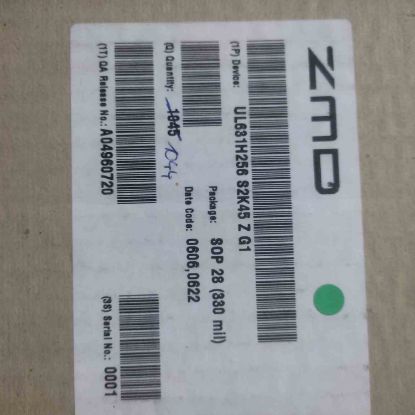 ZMD
(1P) Device: UL631H256 S2K45 Z G1
Package: SOP 28 (330 mil)
(Q) Quantity: 1045 1044
Date Code: 0606,0622
(1T) QA Release No.: A04960720
(3S) Serial No.: 0001